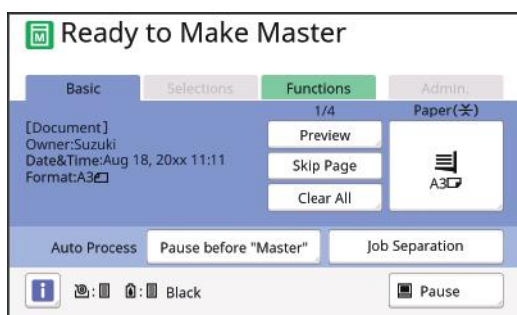 Ready to Make Master
Basic
Selections
Functions
Admin.
[Document]
Owner:Suzuki
Date&Time:Aug 18, 20xx 11:11
Format:A3
1/4
Preview
Skip Page
Clear All
Paper( )
A3
Auto Process
Pause before "Master"
Job Separation
i
: : Black
Pause